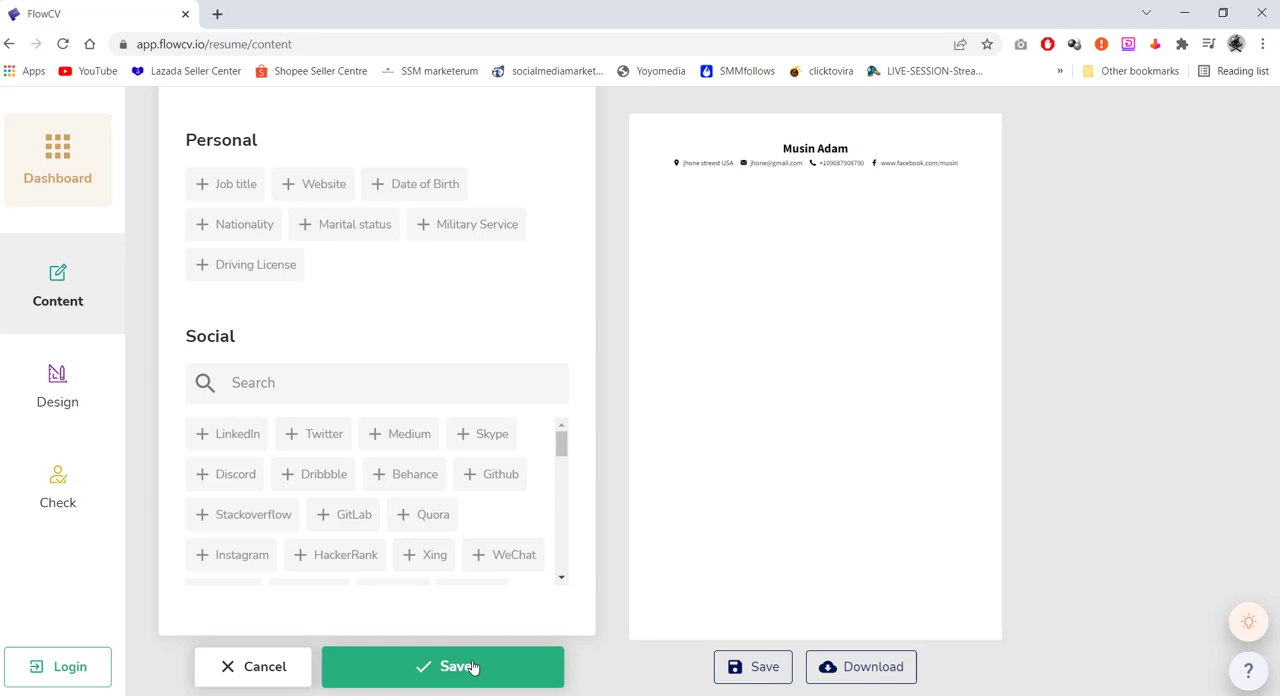 FlowCV
app.flowcv.io/resume/content
Apps YouTube Lazada Seller Center Shopee Seller Centre SSM marketerum socialmediamarket... Yoyomedia SMMfollows clicktovira LIVE-SESSION-Strea... » Other bookmarks Reading list
Dashboard
Content
Design
Check
Login
Personal
Job title Website Date of Birth
Nationality Marital status Military Service
Driving License
Social
Search
LinkedIn Twitter Medium Skype
Discord Dribbble Behance Github
Stackoverflow GitLab Quora
Instagram HackerRank Xing WeChat
Cancel Save
Musin Adam
jhone streest USA jhone@gmail.com +109087908790 www.facebook.com/musin
Save Download
?